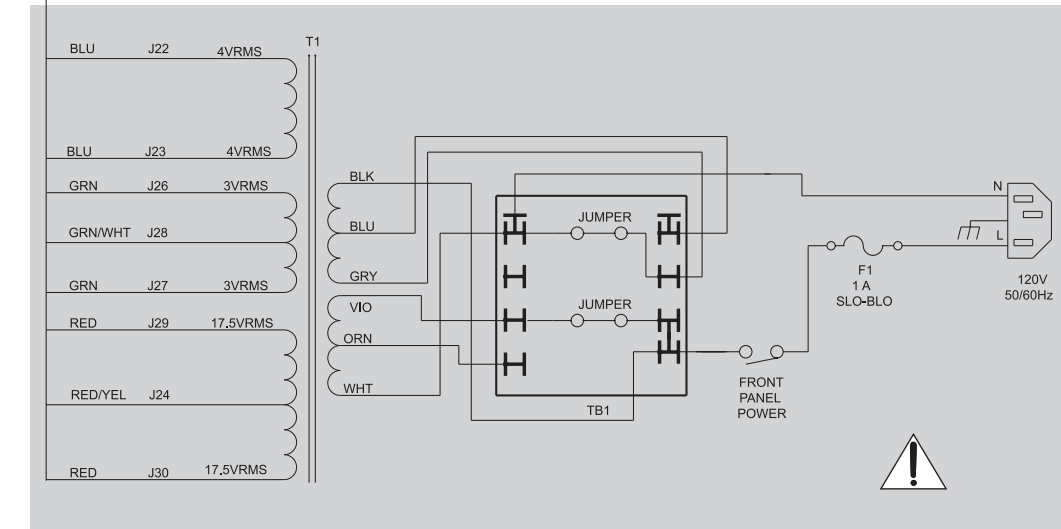 T1
BLU J22 4VRMS
BLU J23 4VRMS
GRN J26 3VRMS
GRN/WHT J28
GRN J27 3VRMS
RED J29 17.5VRMS
RED/YEL J24
RED J30 17.5VRMS
BLK
BLU
GRY
VIO
ORN
WHT
JUMPER
JUMPER
TB1
FRONT
PANEL
POWER
F1
1 A
SLO-BLO
N
L
120V
50/60Hz
!